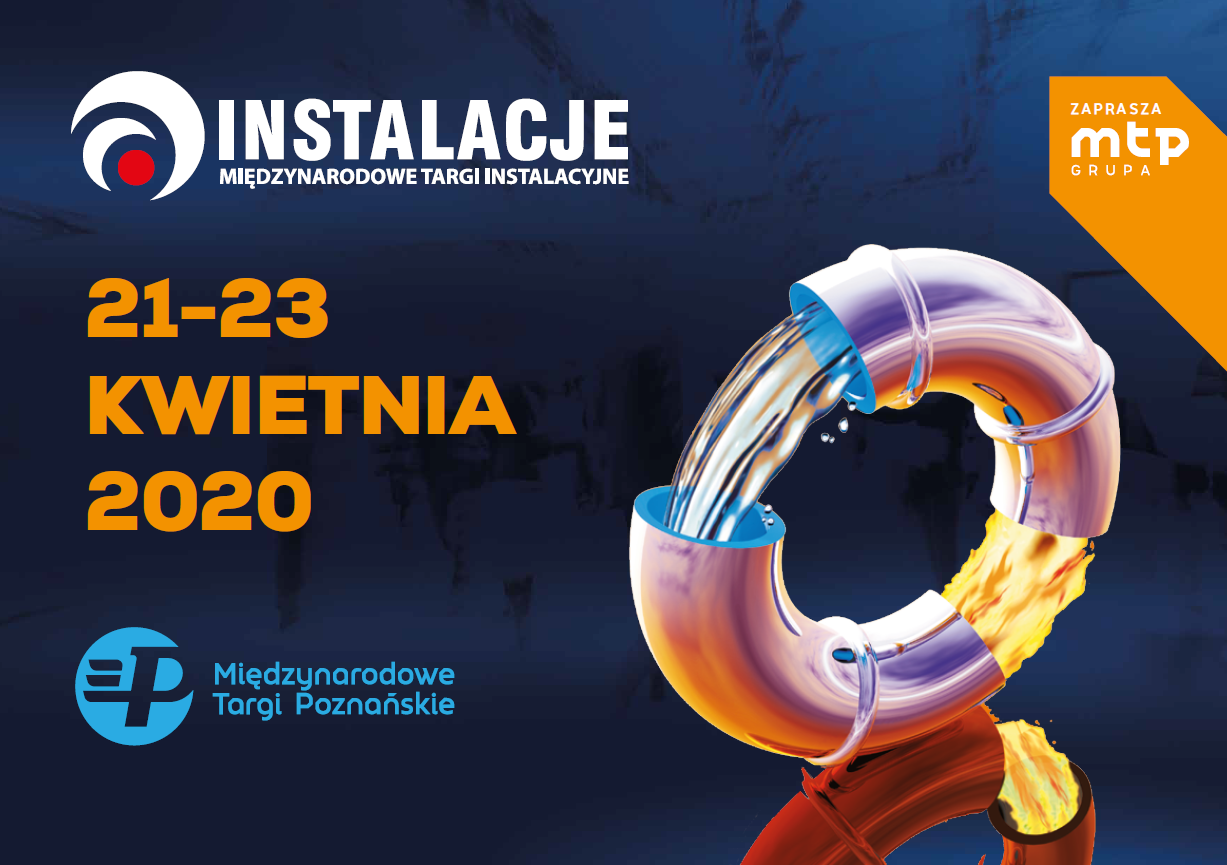 INSTALACJE
MIĘDZYNARODOWE TARGI INSTALACYJNE
ZAPRASZA
mtp
GRUPA
21-23
KWIETNIA
2020
Międzynarodowe
Targi Poznańskie